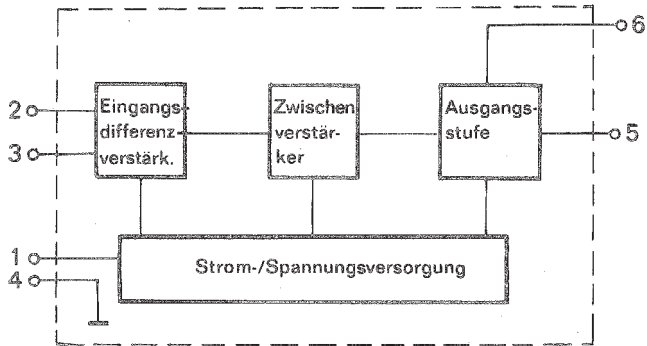 6
2
Eingangs-
differenz
verstärk.
Zwischen
verstär-
ker
Ausgangs-
stufe
5
3
1
Strom-/Spannungsversorgung
4